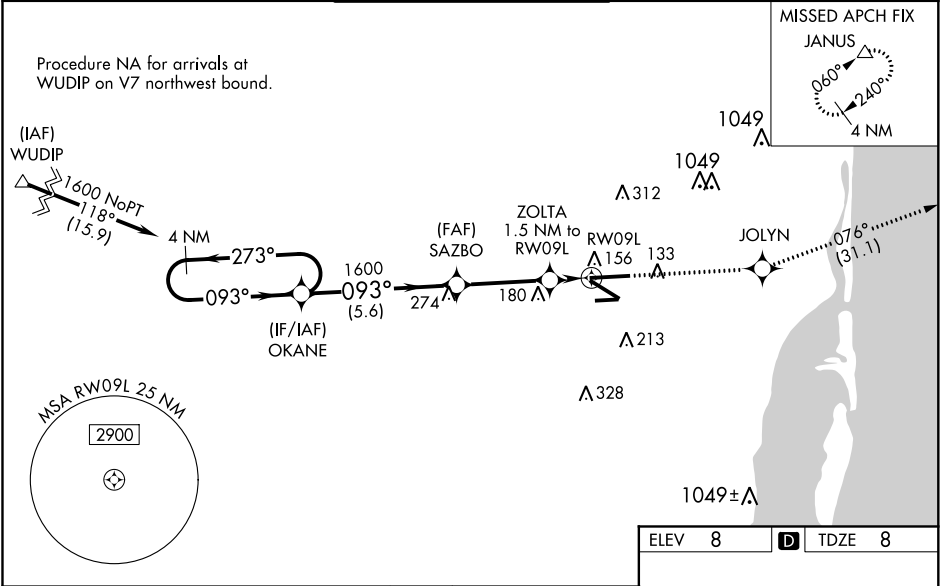 MISSED APCH FIX
JANUS
060°
240°
4 NM
Procedure NA for arrivals at
WUDIP on V7 northwest bound.
(IAF)
WUDIP
1600 NoPT
118°
(15.9)
4 NM
273°
093°
(IF/IAF)
OKANE
1600
093°
(5.6)
(FAF)
SAZBO
274
ZOLTA
1.5 NM to
RW09L
180
RW09L
156
133
312
1049
1049
JOLYN
076°
(31.1)
213
328
1049±
MSA RW09L 25 NM
2900
ELEV 8 D TDZE 8